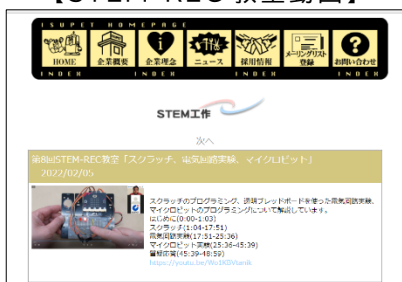 【STEM-REC教室動画】
ISUPET HOMEPAGE
HOME
企業概要
企業理念
ニュース
採用情報
メーリングリスト
登録
お問い合わせ
INDEX INDEX INDEX INDEX
STEM工作
次へ
第8回STEM-REC教室「スクラッチ、電気回路実験、マイクロビット」
2022/02/05
スクラッチのプログラミング、透明ブレッドボードを使った電気回路実験、
マイクロビットのプログラミングについて解説しています。
はじめに(0:00-1:03)
スクラッチ(1:04-17:51)
電気回路実験(17:51-25:36)
マイクロビット実験(25:36-45:39)
質疑応答(45:39-48:59)